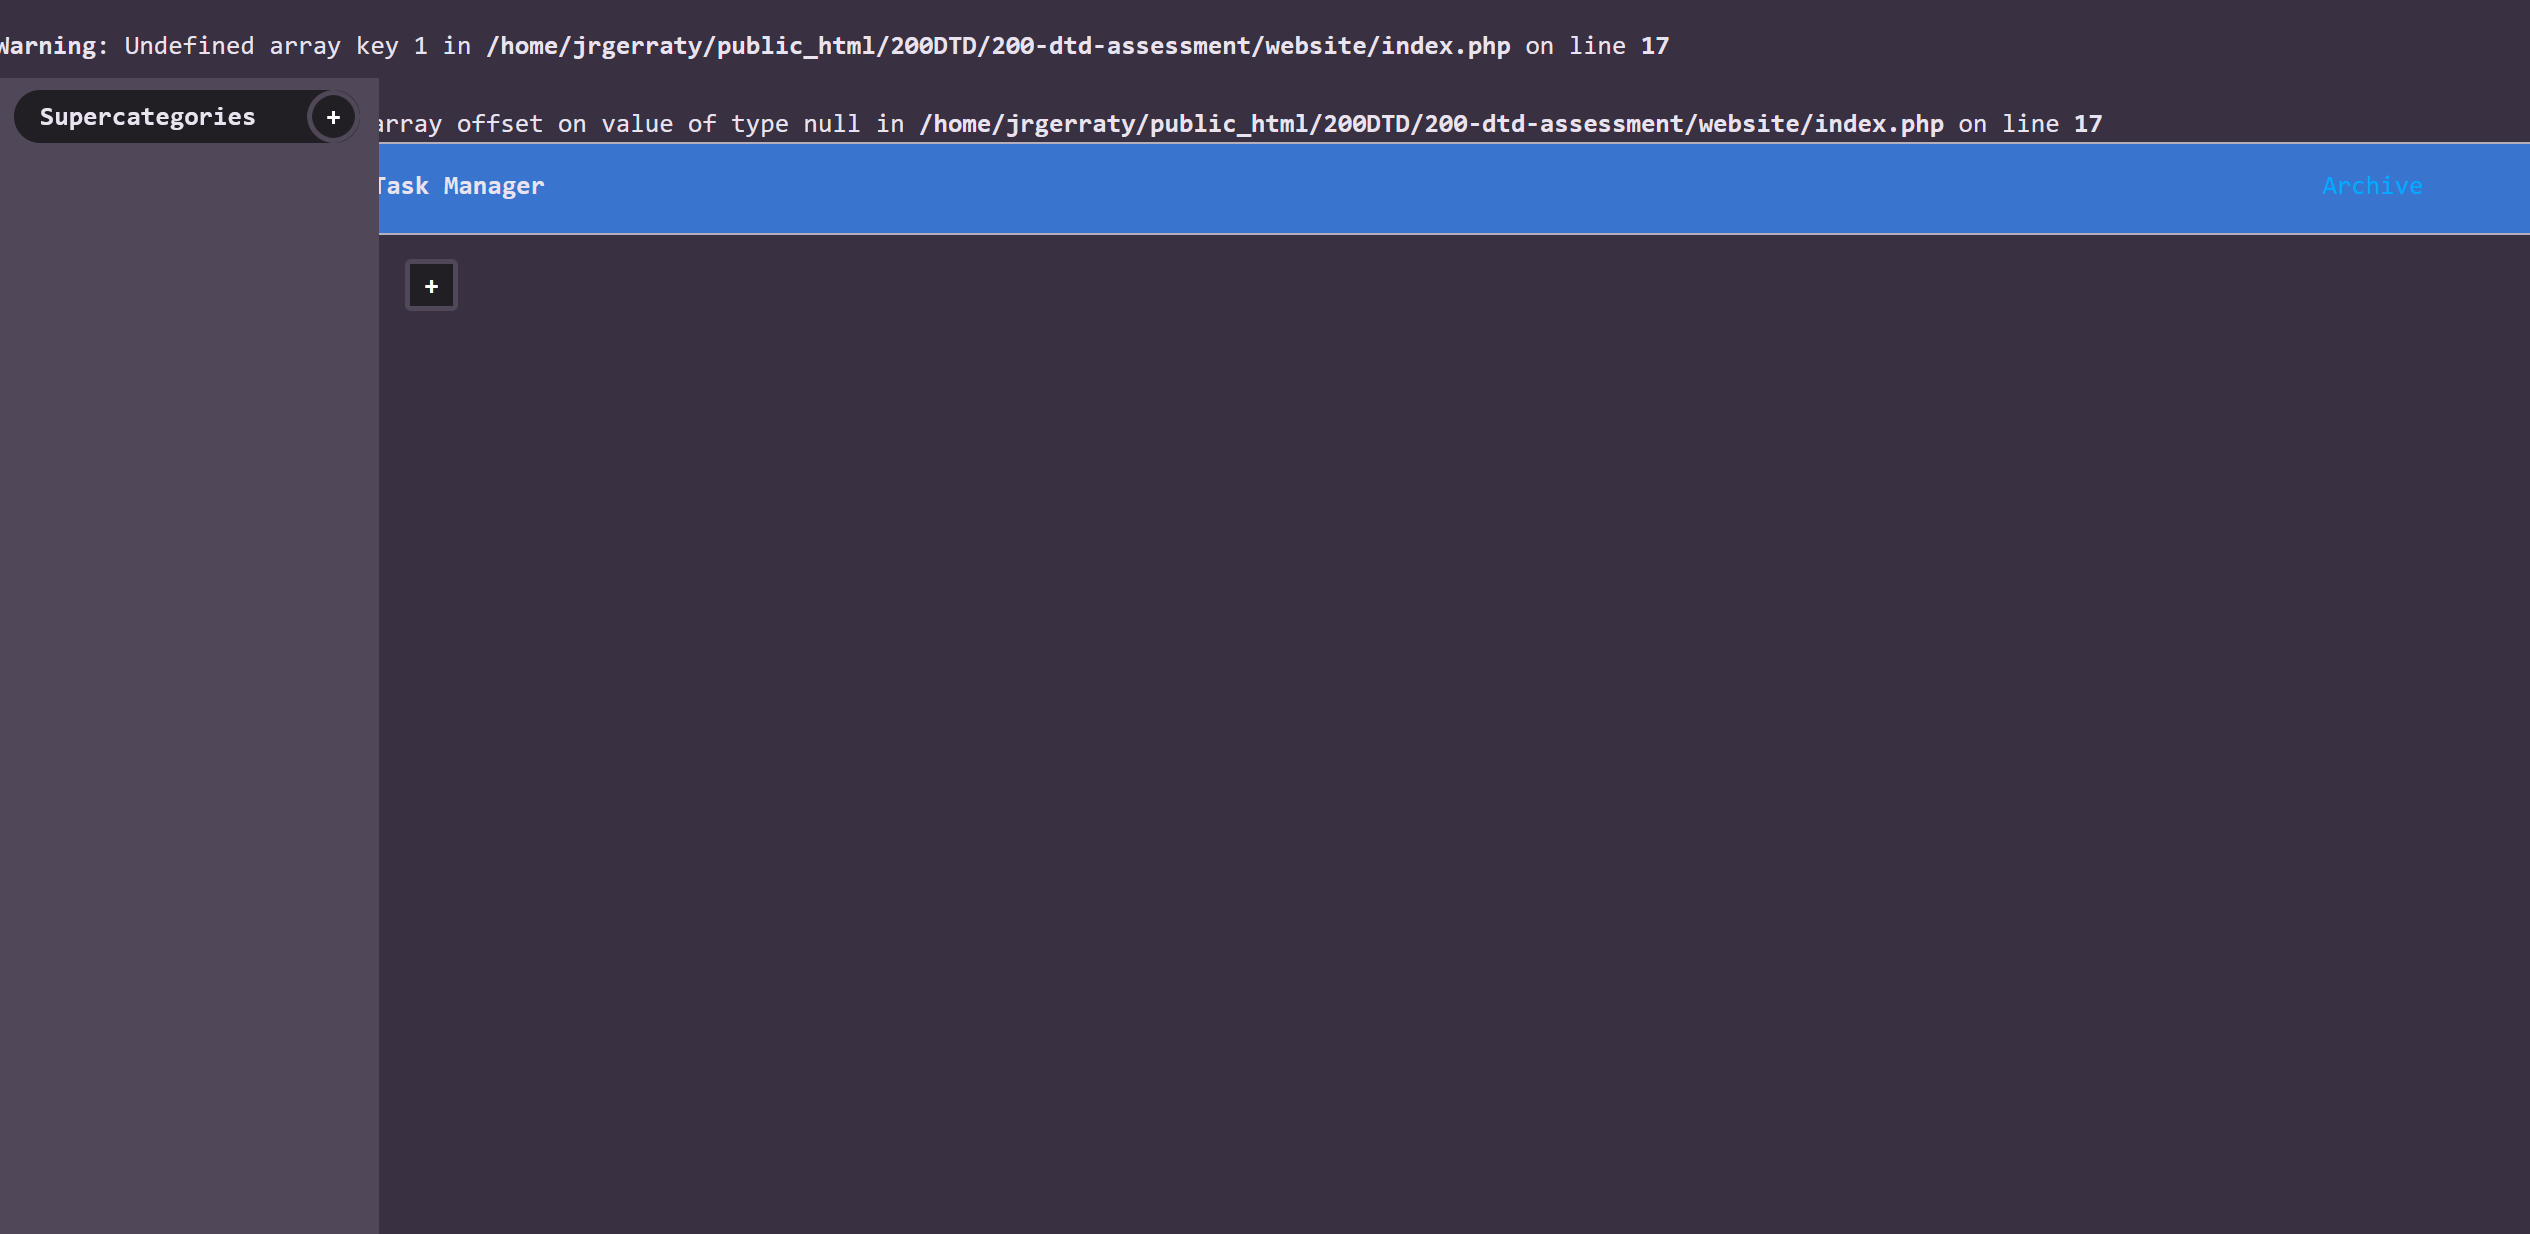 Warning: Undefined array key 1 in /home/jrgerraty/public_html/200DTD/200-dtd-assessment/website/index.php on line 17
Supercategories +
array offset on value of type null in /home/jrgerraty/public_html/200DTD/200-dtd-assessment/website/index.php on line 17
Task Manager
Archive
+